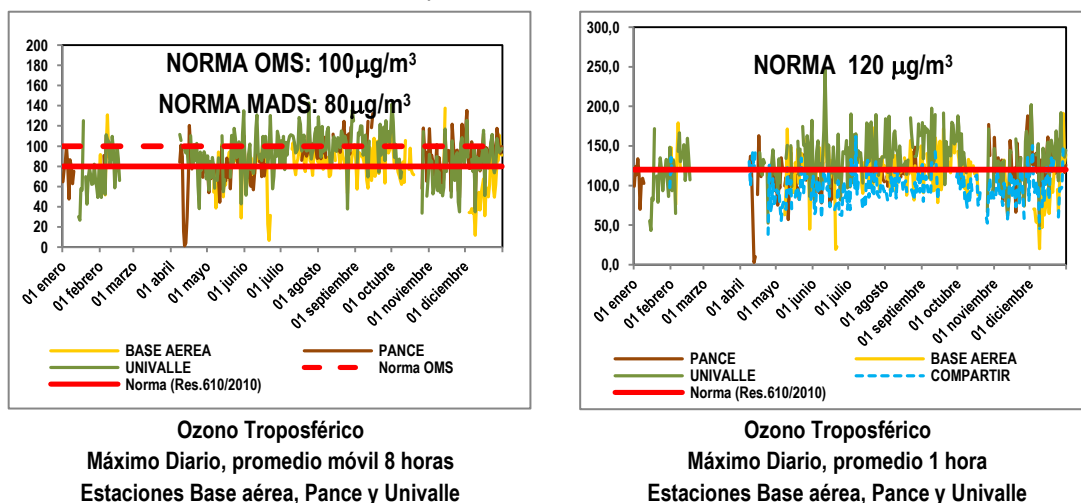 NORMA OMS: 100µg/m³
NORMA MADS: 80µg/m³
200
180
160
140
120
100
80
60
40
20
0
01 enero
01 febrero
01 marzo
01 abril
01 mayo
01 junio
01 julio
01 agosto
01 septiembre
01 octubre
01 noviembre
01 diciembre
BASE AEREA
PANCE
UNIVALLE
Norma OMS
Norma (Res.610/2010)
Ozono Troposférico
Máximo Diario, promedio móvil 8 horas
Estaciones Base aérea, Pance y Univalle
NORMA 120 µg/m³
300,0
250,0
200,0
150,0
100,0
50,0
0,0
01 enero
01 febrero
01 marzo
01 abril
01 mayo
01 junio
01 julio
01 agosto
01 septiembre
01 octubre
01 noviembre
01 diciembre
PANCE
BASE AEREA
UNIVALLE
COMPARTIR
Norma (Res.610/2010)
Ozono Troposférico
Máximo Diario, promedio 1 hora
Estaciones Base aérea, Pance y Univalle